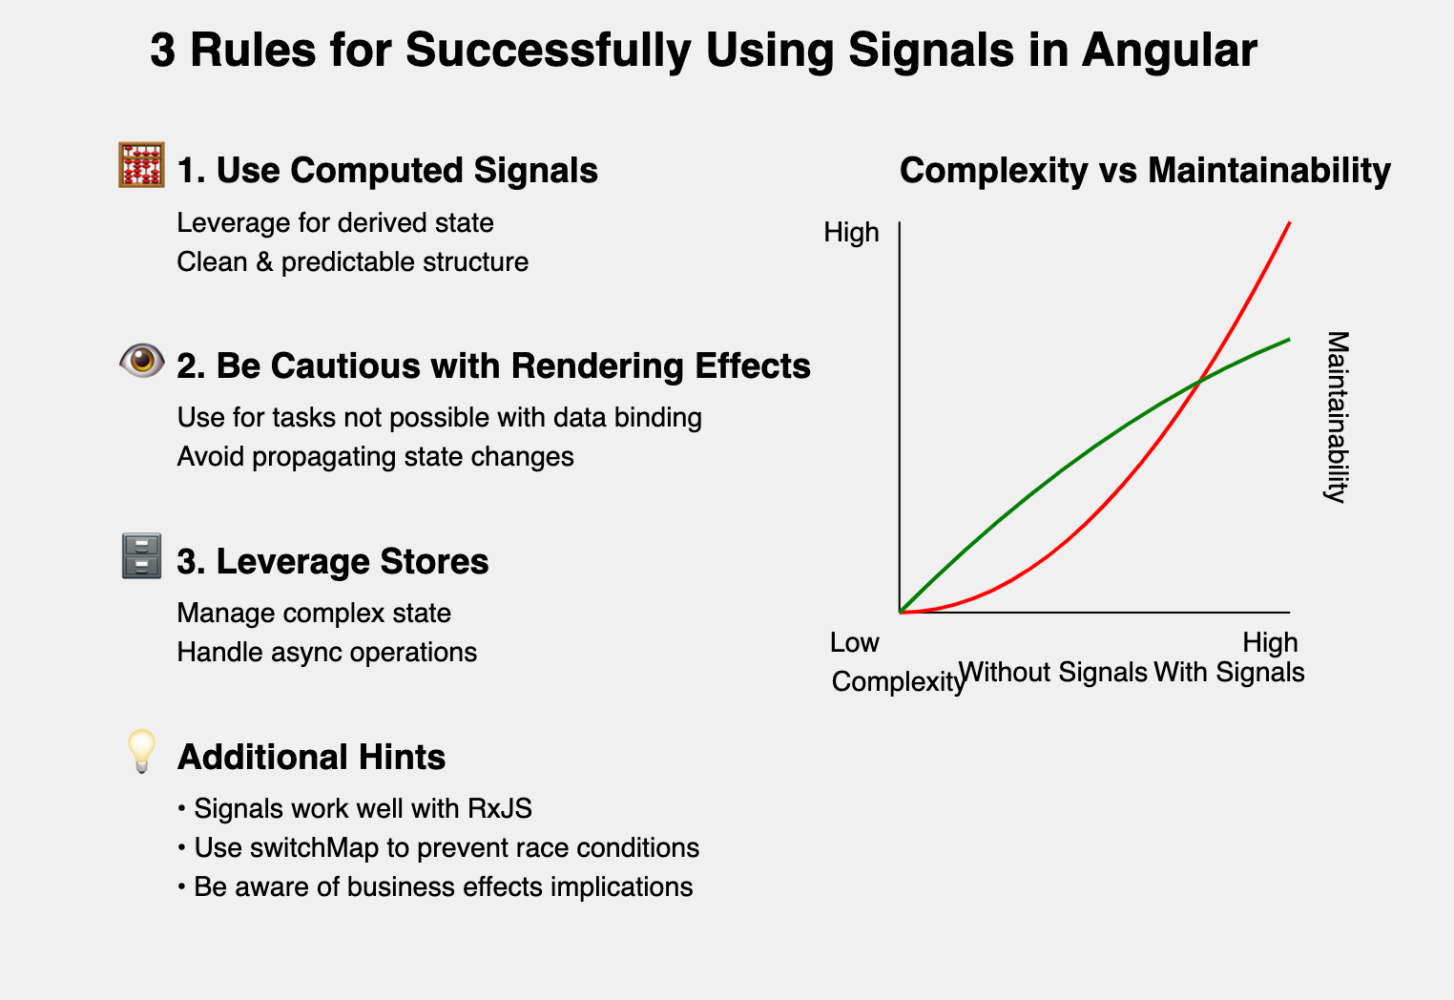 3 Rules for Successfully Using Signals in Angular
1. Use Computed Signals
Leverage for derived state
Clean & predictable structure
2. Be Cautious with Rendering Effects
Use for tasks not possible with data binding
Avoid propagating state changes
3. Leverage Stores
Manage complex state
Handle async operations
Additional Hints
• Signals work well with RxJS
• Use switchMap to prevent race conditions
• Be aware of business effects implications
Complexity vs Maintainability
High
Maintainability
Low
High
Complexity
Without Signals
With Signals